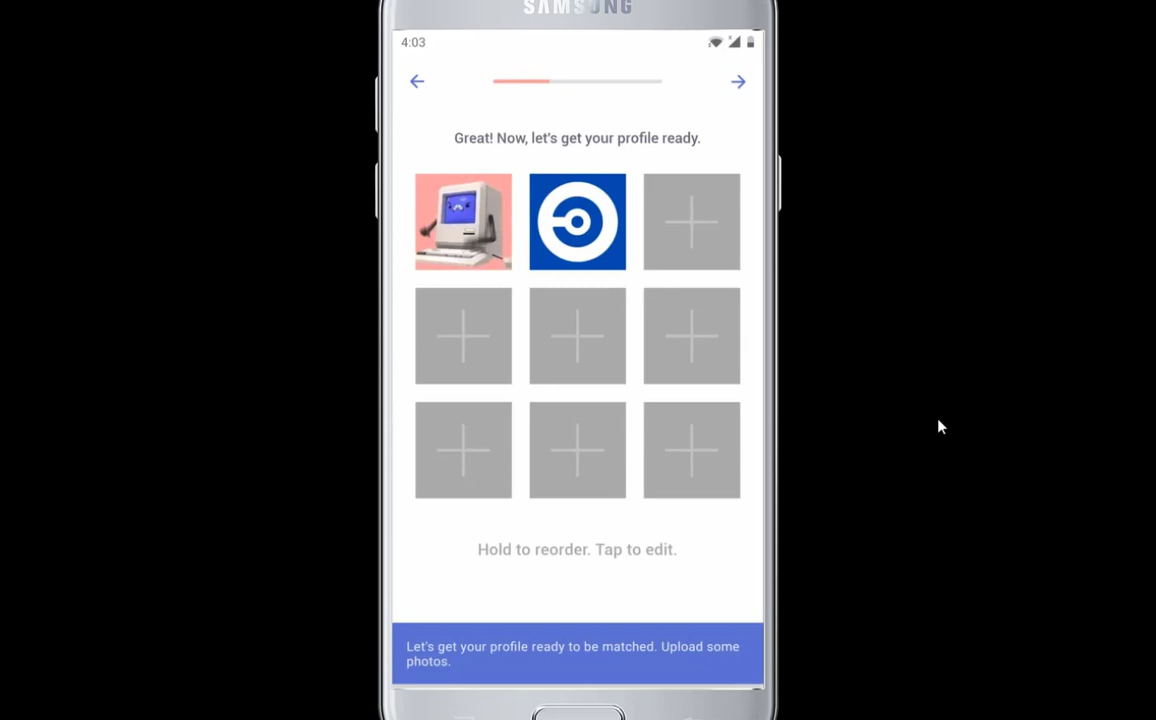 SAMSUNG
4:03
Great! Now, let's get your profile ready.
Hold to reorder. Tap to edit.
Let's get your profile ready to be matched. Upload some
photos.